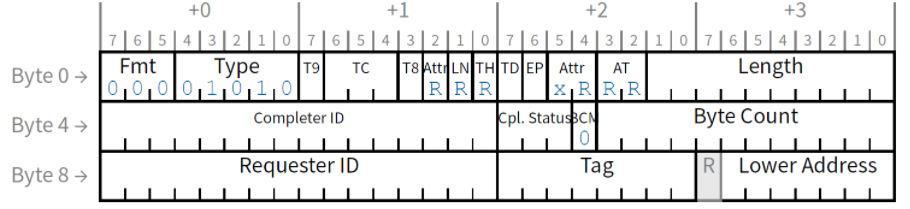 +0 +1 +2 +3
7 6 5 4 3 2 1 0 7 6 5 4 3 2 1 0 7 6 5 4 3 2 1 0 7 6 5 4 3 2 1 0
Byte 0 → Fmt Type T9 TC T8 Attr LN TH TD EP Attr AT Length
0 0 0 0 1 0 1 0 R R R x R R R
Byte 4 → Completer ID Cpl. Status BCM Byte Count
0
Byte 8 → Requester ID Tag R Lower Address